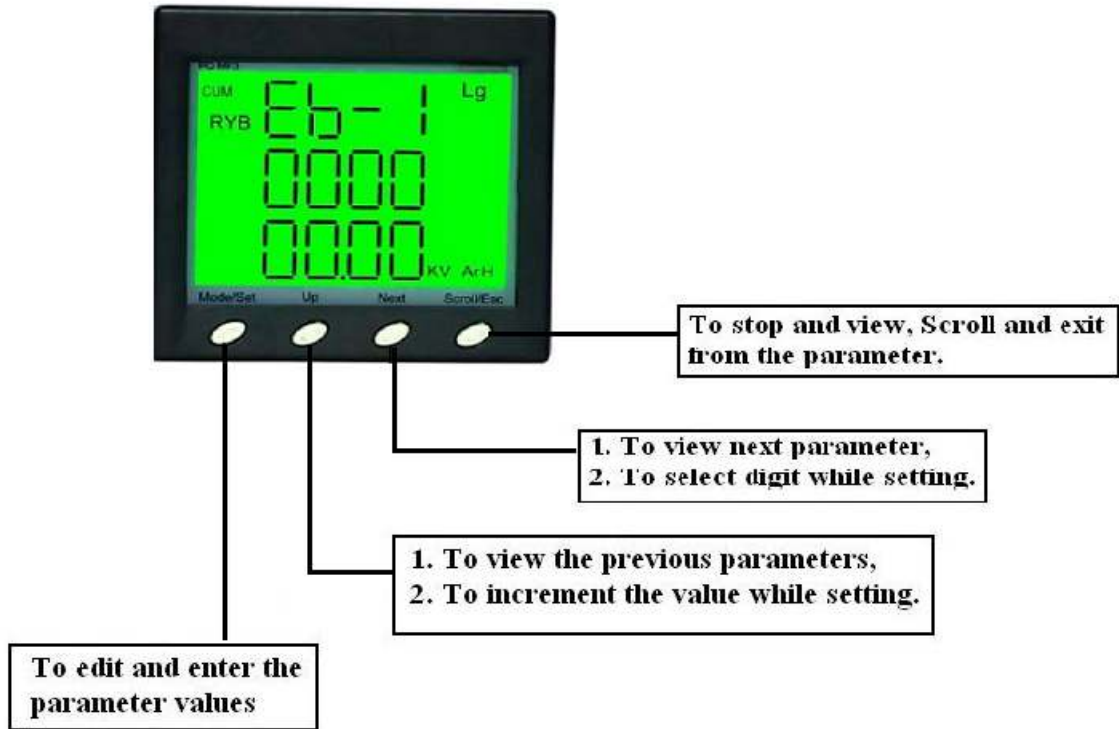 CUM Eb-1 Lg
RYB
0000
00.00 KV ArH
Mode/Set Up Next Scroll/Esc
To stop and view, Scroll and exit
from the parameter.
1. To view next parameter,
2. To select digit while setting.
1. To view the previous parameters,
2. To increment the value while setting.
To edit and enter the
parameter values